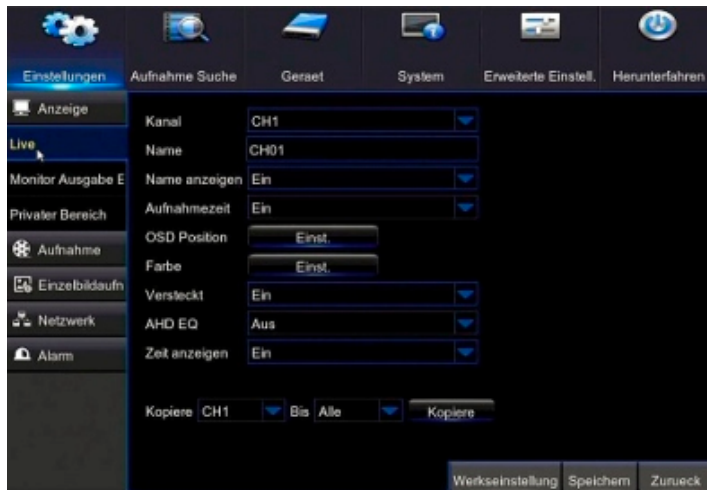 Einstellungen Aufnahme Suche Geraet System Erweiterte Einstell. Herunterfahren
Anzeige
Live
Monitor Ausgabe E
Privater Bereich
Aufnahme
Einzelbildaufn
Netzwerk
Alarm
Kanal CH1
Name CH01
Name anzeigen Ein
Aufnahmezeit Ein
OSD Position Einst.
Farbe Einst.
Versteckt Ein
AHD EQ Aus
Zeit anzeigen Ein
Kopiere CH1 Bis Alle Kopiere
Werkseinstellung Speichern Zurueck